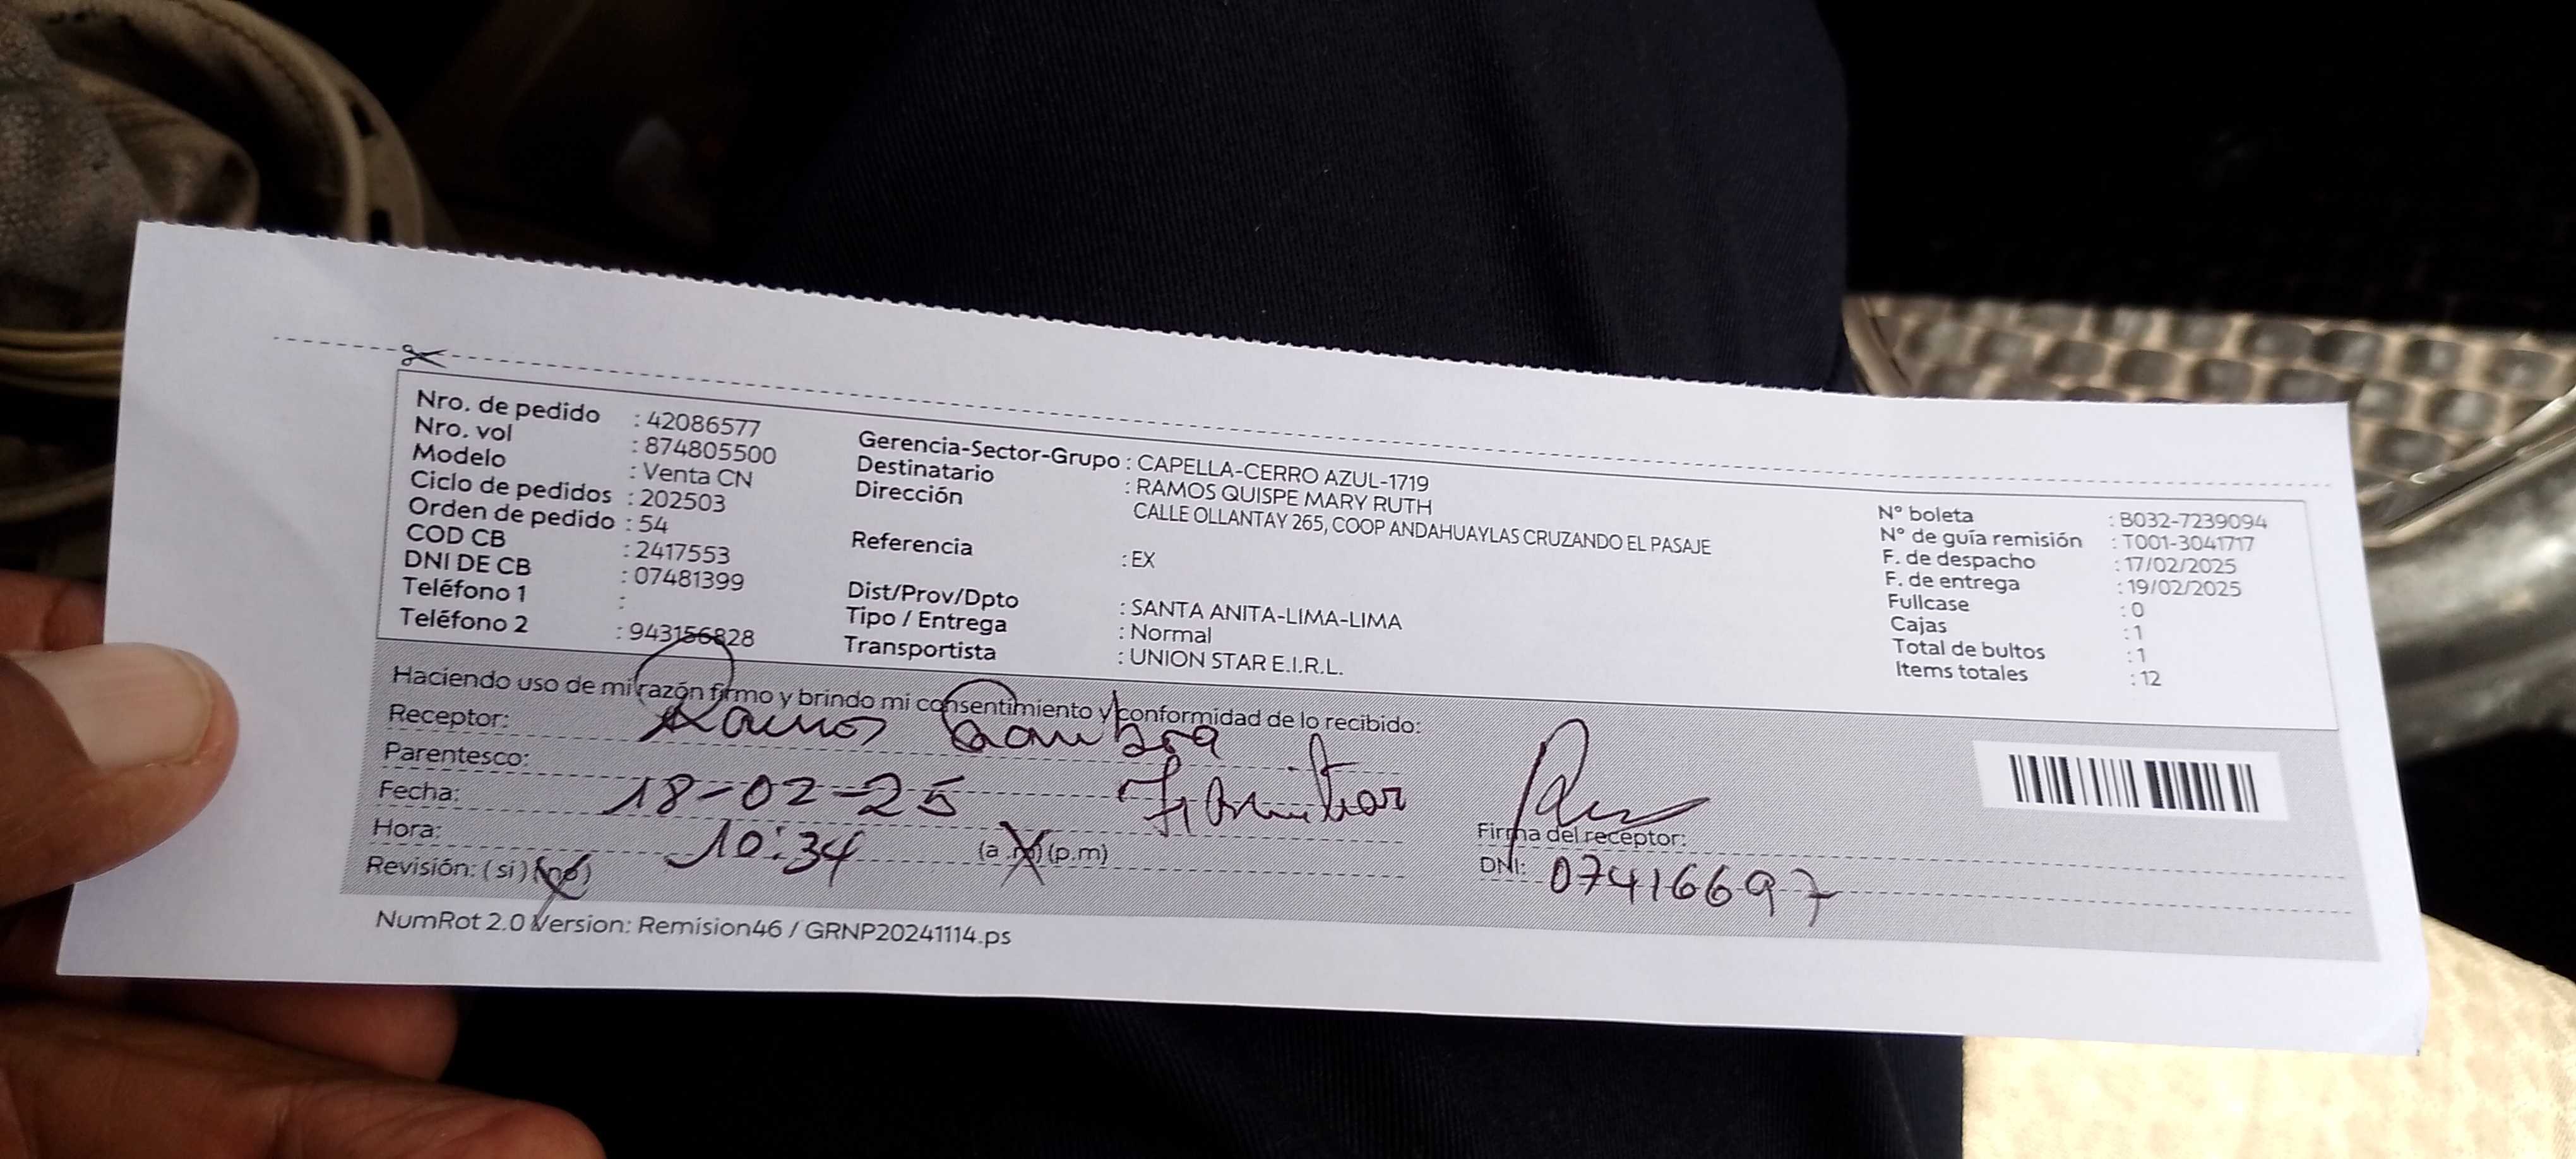 Nro. de pedido : 42086577
Nro. vol : 874805500
Modelo : Venta CN
Ciclo de pedidos : 202503
Orden de pedido : 54
COD CB : 2417553
DNI DE CB : 07481399
Teléfono 1 :
Teléfono 2 : 943156828
Gerencia-Sector-Grupo : CAPELLA-CERRO AZUL-1719
Destinatario : RAMOS QUISPE MARY RUTH
Dirección CALLE OLLANTAY 265, COOP ANDAHUAYLAS CRUZANDO EL PASAJE
Referencia : EX
Dist/Prov/Dpto : SANTA ANITA-LIMA-LIMA
Tipo / Entrega : Normal
Transportista : UNION STAR E.I.R.L.
N° boleta : B032-7239094
N° de guía remisión : T001-3041717
F. de despacho : 17/02/2025
F. de entrega : 19/02/2025
Fullcase : 0
Cajas : 1
Total de bultos : 1
Items totales : 12
Haciendo uso de mi razón firmo y brindo mi consentimiento y conformidad de lo recibido:
Receptor: Ramos
Parentesco: Familiar
Fecha: 18-02-25
Hora: 10:34 (a.m) (p.m)
Revisión: (si) (no)
Firma del receptor:
DNI: 07416697
NumRot 2.0 Version: Remision46 / GRNP20241114.ps